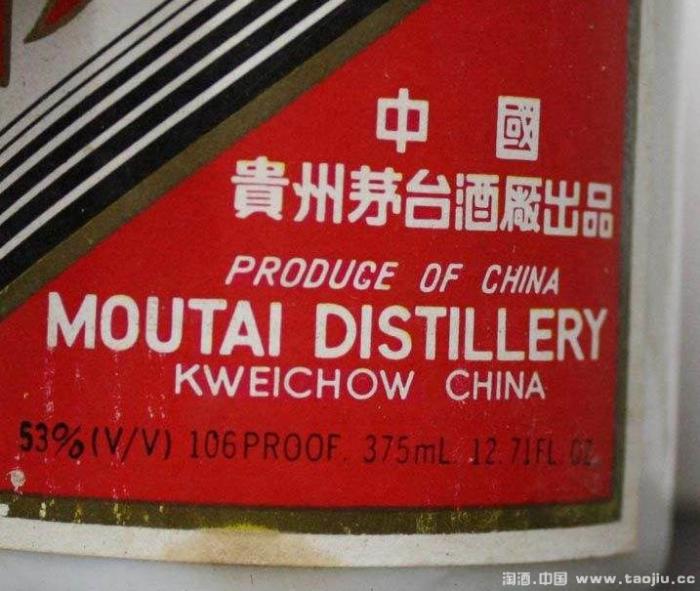 中國
貴州茅台酒廠出品
PRODUCE OF CHINA
MOUTAI DISTILLERY
KWEICHOW CHINA
53%(V/V) 106PROOF. 375mL. 12.71FL.OZ.
淘酒.中国 www.taojiu.cc